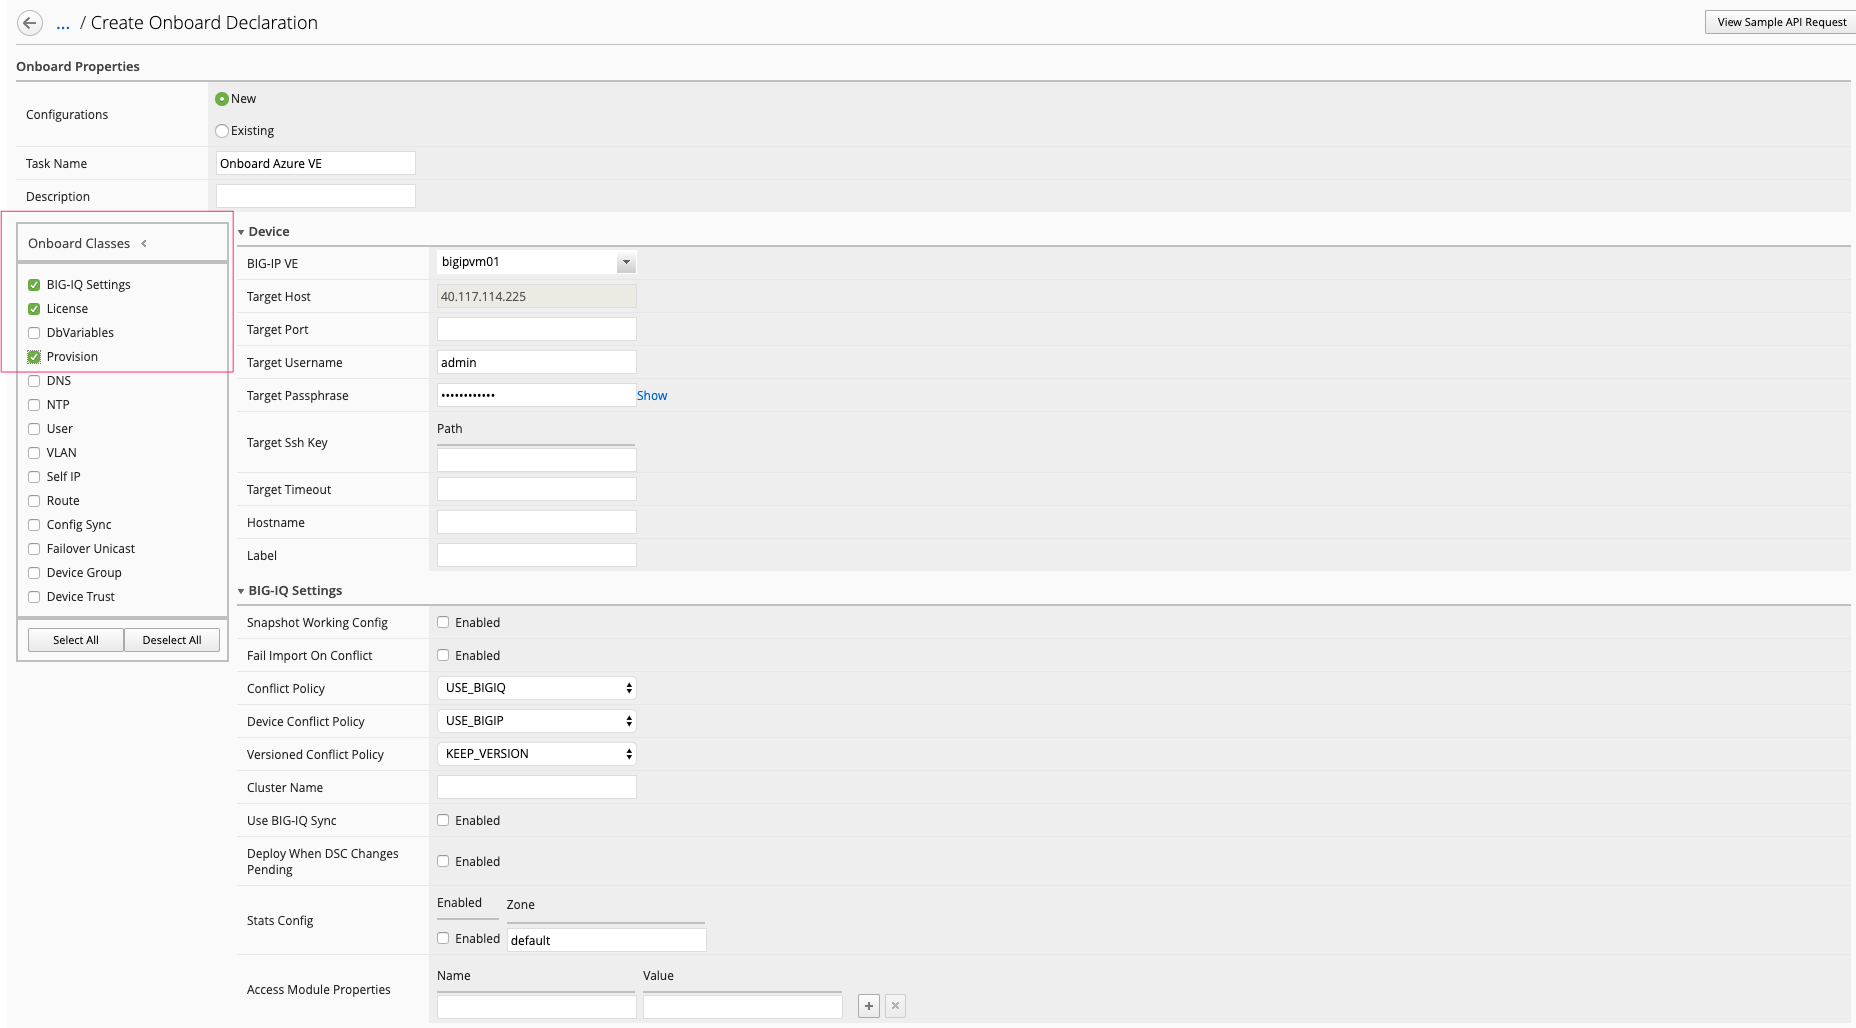 ... / Create Onboard Declaration
View Sample API Request
Onboard Properties
Configurations
New
Existing
Task Name
Onboard Azure VE
Description
Onboard Classes
BIG-IQ Settings
License
DbVariables
Provision
DNS
NTP
User
VLAN
Self IP
Route
Config Sync
Failover Unicast
Device Group
Device Trust
Select All
Deselect All
Device
BIG-IP VE
bigipvm01
Target Host
40.117.114.225
Target Port
Target Username
admin
Target Passphrase
•••••••••••• Show
Target Ssh Key
Path
Target Timeout
Hostname
Label
BIG-IQ Settings
Snapshot Working Config
Enabled
Fail Import On Conflict
Enabled
Conflict Policy
USE_BIGIQ
Device Conflict Policy
USE_BIGIP
Versioned Conflict Policy
KEEP_VERSION
Cluster Name
Use BIG-IQ Sync
Enabled
Deploy When DSC Changes
Pending
Enabled
Stats Config
Enabled
Zone
Enabled
default
Access Module Properties
Name
Value